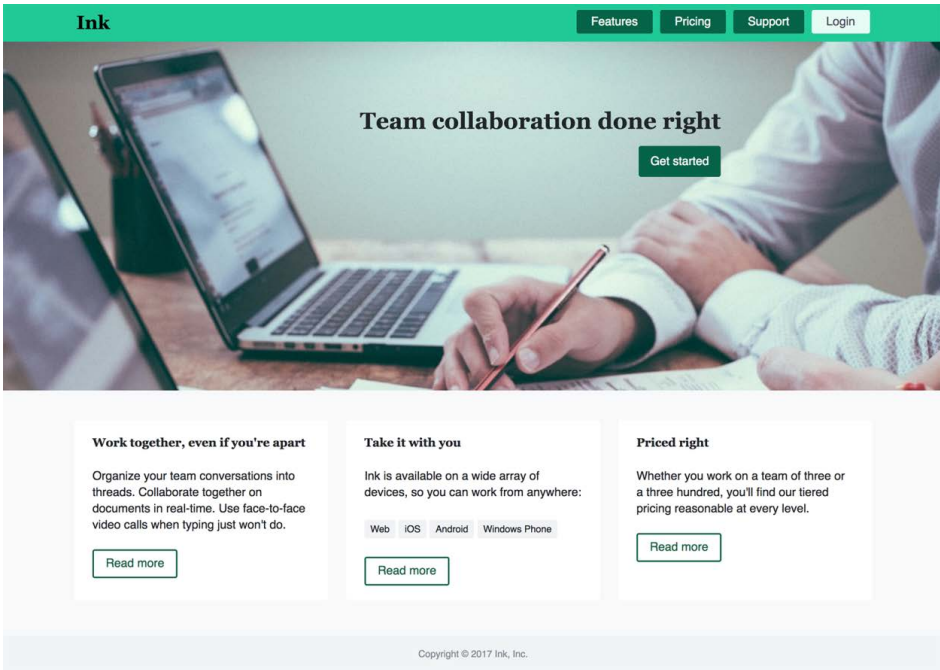 Ink
Features
Pricing
Support
Login
Team collaboration done right
Get started
Work together, even if you're apart
Organize your team conversations into
threads. Collaborate together on
documents in real-time. Use face-to-face
video calls when typing just won't do.
Read more
Take it with you
Ink is available on a wide array of
devices, so you can work from anywhere:
Web iOS Android Windows Phone
Read more
Priced right
Whether you work on a team of three or
a three hundred, you'll find our tiered
pricing reasonable at every level.
Read more
Copyright © 2017 Ink, Inc.